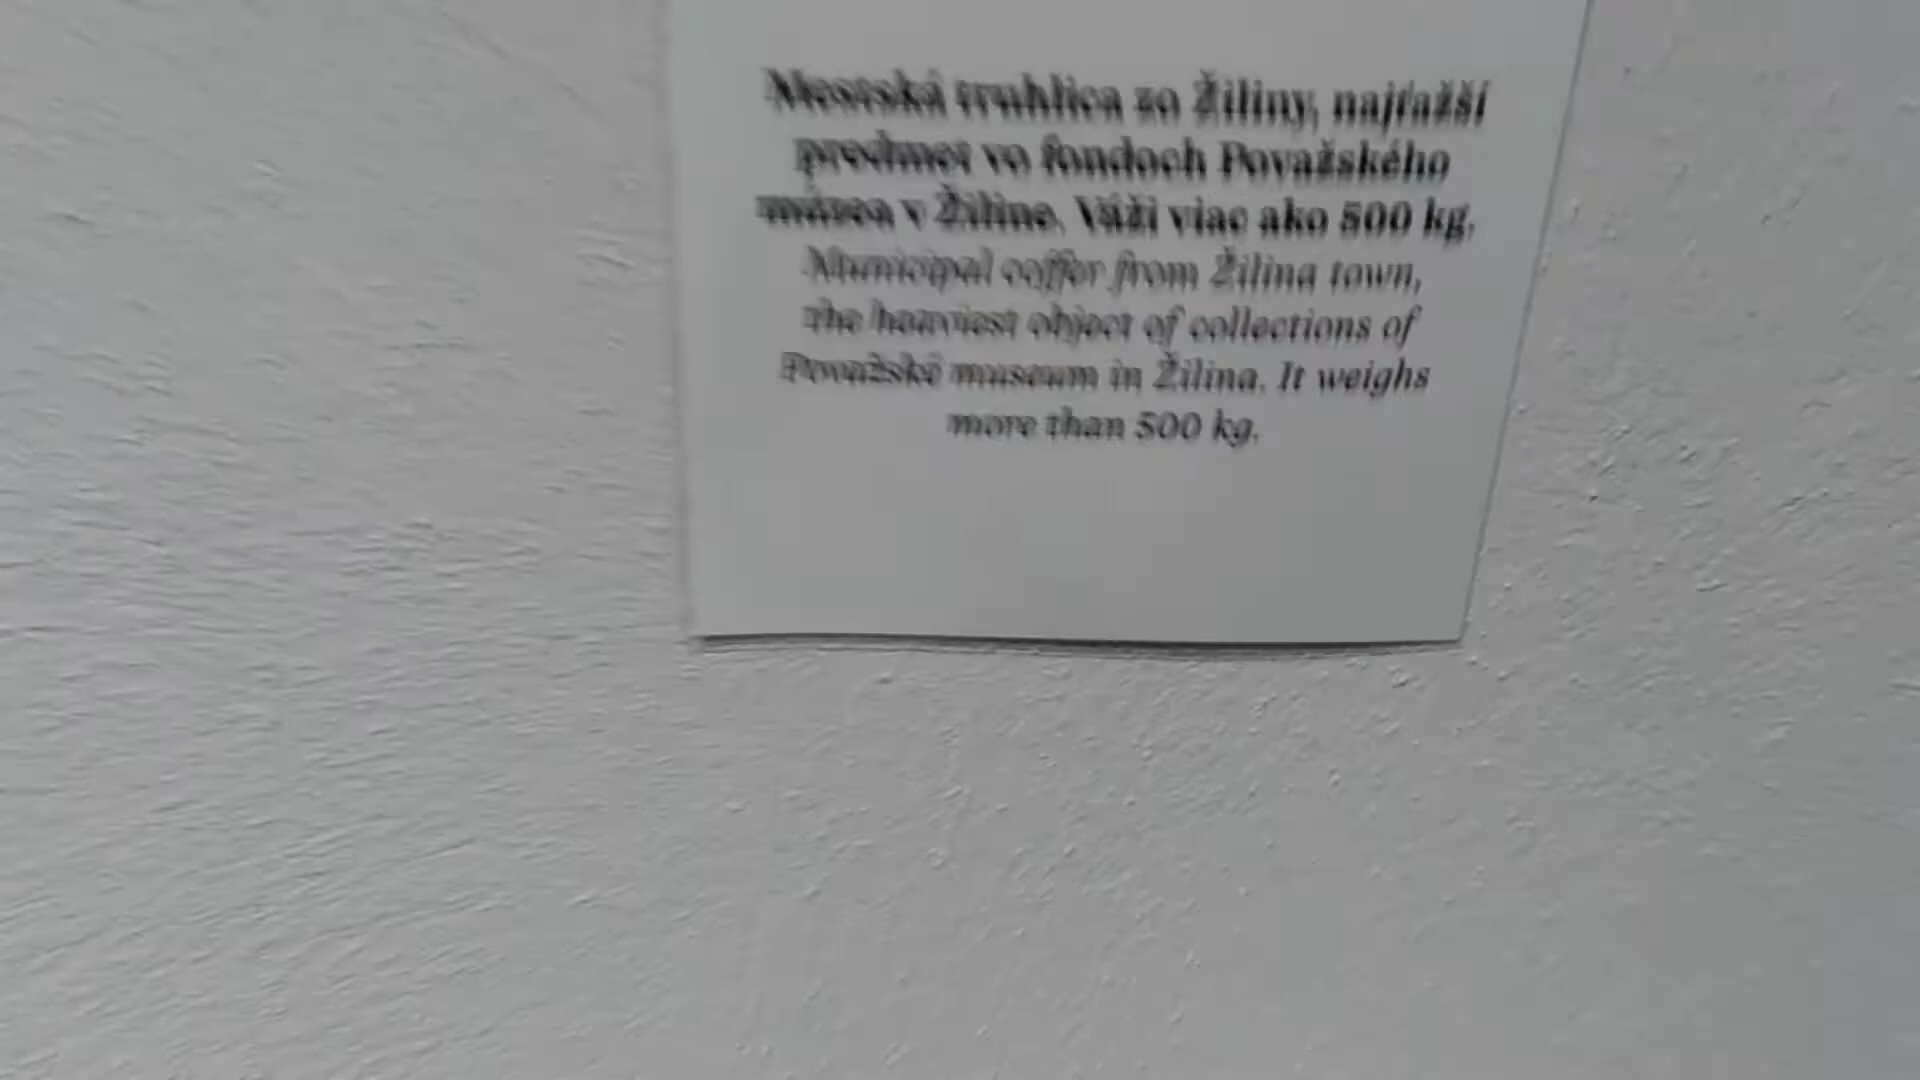 Mestská truhlica zo Žiliny, najťažší
predmet vo fondoch Považského
múzea v Žiline. Váži viac ako 500 kg.
Municipal coffer from Žilina town,
the heaviest object of collections of
Považské museum in Žilina. It weighs
more than 500 kg.